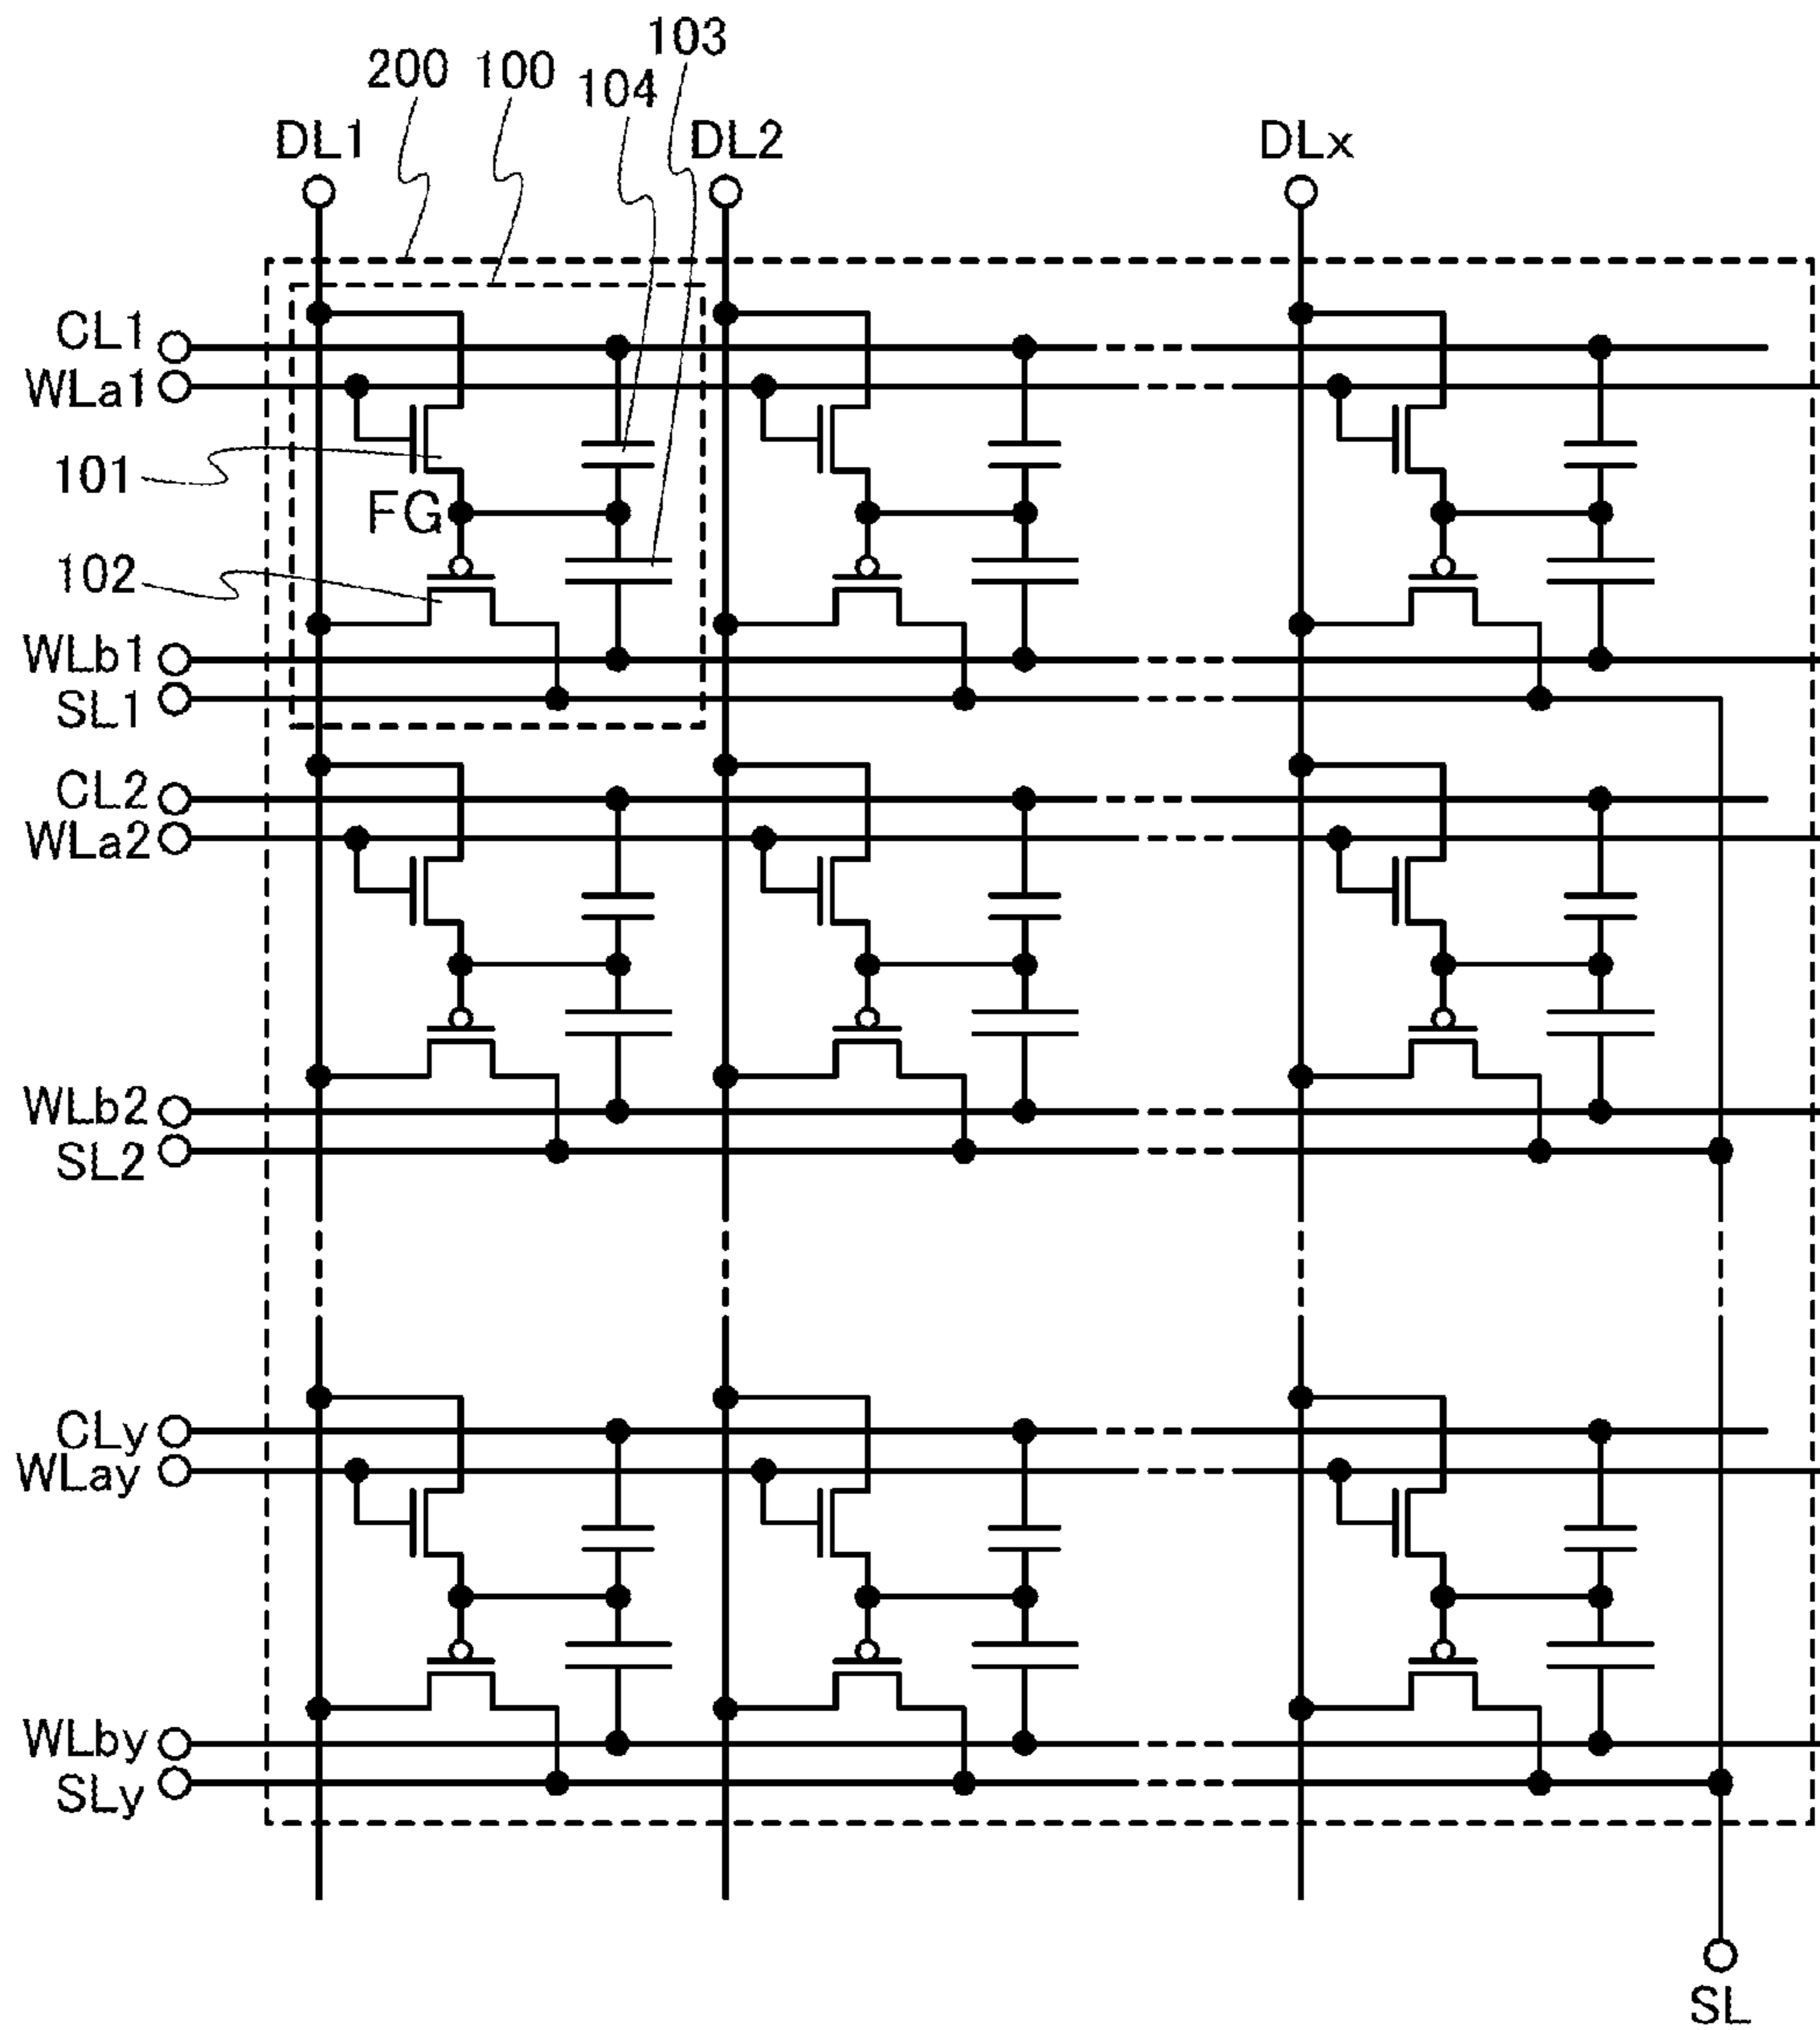 103
200 100 104
DL1 DL2 DLx
CL1
WLa1
101
FG
102
WLb1
SL1
CL2
WLa2
WLb2
SL2
CLy
WLay
WLby
SLy
SL